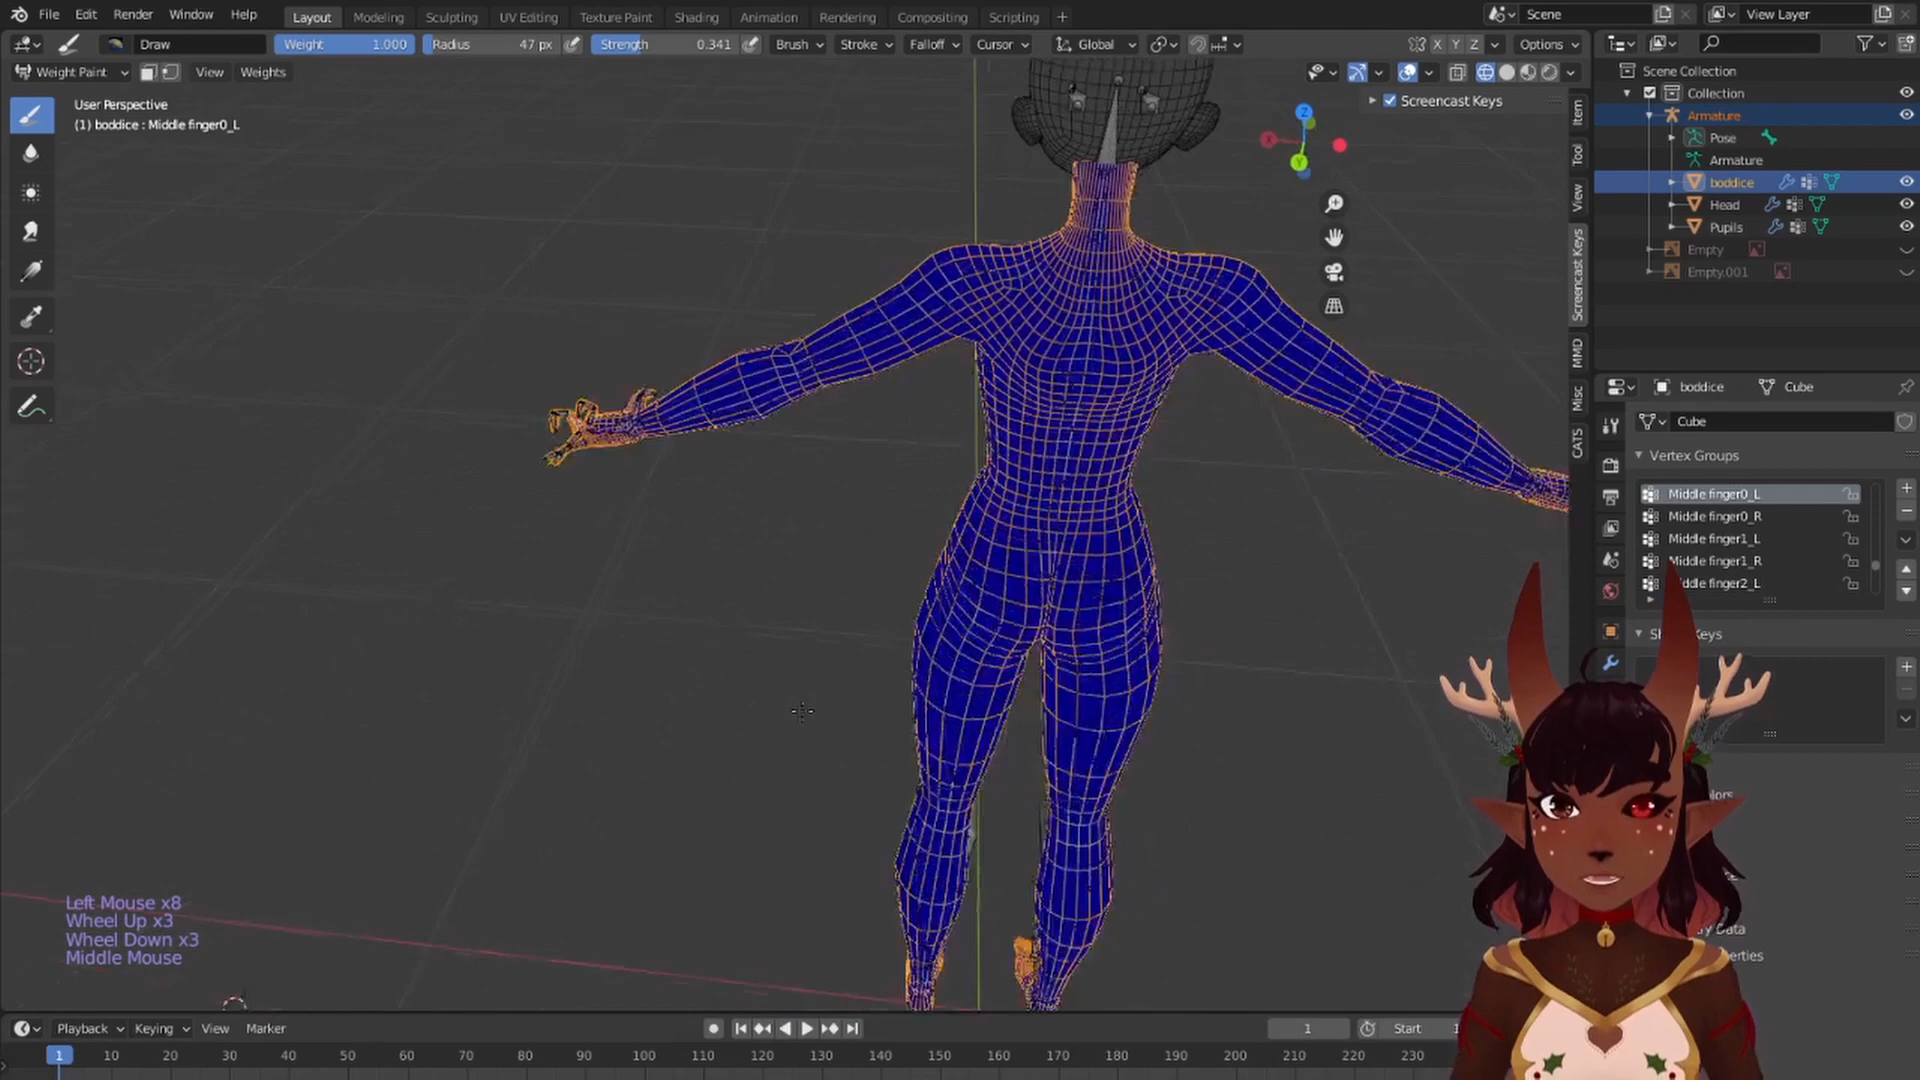 File Edit Render Window Help Layout Modeling Sculpting UV Editing Texture Paint Shading Animation Rendering Compositing Scripting + Scene View Layer
Draw Weight 1.000 Radius 47 px Strength 0.341 Brush Stroke Falloff Cursor Global X Y Z Options
Weight Paint View Weights
User Perspective
(1) boddice : Middle finger0_L
Screencast Keys
Z
X
Y
Item
Tool
View
Screencast Keys
MMD
Misc
CATS
Scene Collection
Collection
Armature
Pose
Armature
boddice
Head
Pupils
Empty
Empty.001
boddice Cube
Cube
Vertex Groups
Middle finger0_L
Middle finger0_R
Middle finger1_L
Middle finger1_R
ddle finger2_L
Keys
Left Mouse x8
Wheel Up x3
Wheel Down x3
Middle Mouse
Data
perties
Playback Keying View Marker 1 Start
1 10 20 30 40 50 60 70 80 90 100 110 120 130 140 150 160 170 180 190 200 210 220 230